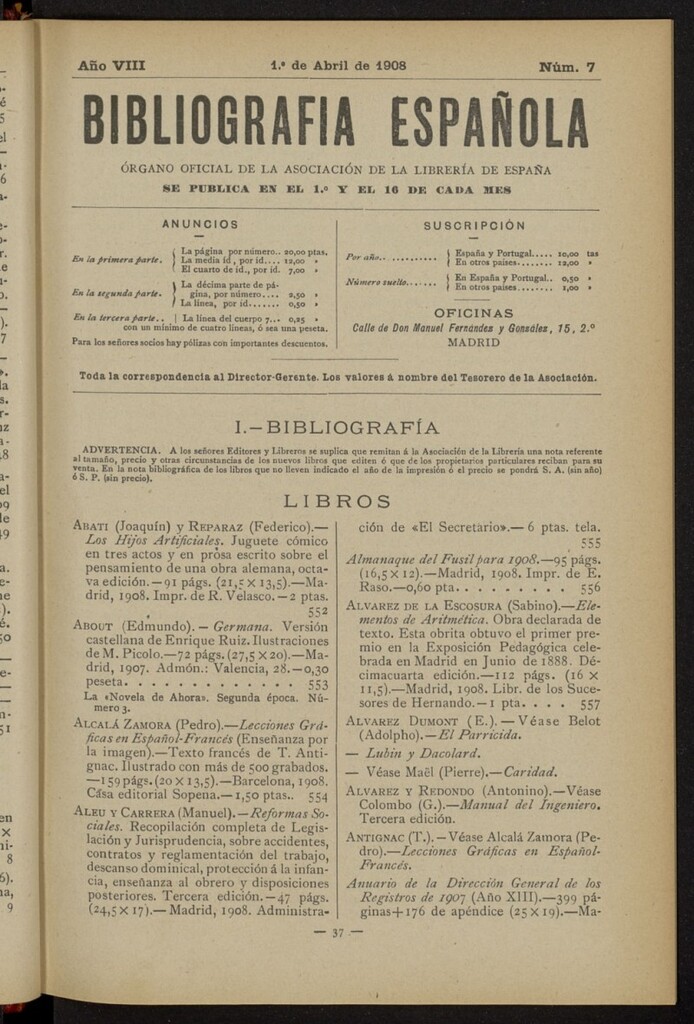 Año VIII 1.º de Abril de 1908 Núm. 7
BIBLIOGRAFIA ESPAÑOLA
ÓRGANO OFICIAL DE LA ASOCIACIÓN DE LA LIBRERÍA DE ESPAÑA
SE PUBLICA EN EL 1.º Y EL 16 DE CADA MES
ANUNCIOS
En la primera parte. { La página por número.. 20,00 ptas.
La media id, por id.... 12,00 »
El cuarto de id., por id. 7,00 »
En la segunda parte. } La décima parte de pá-
gina, por número.... 2,50 »
La línea, por id..... 0,50 »
En la tercera parte.. | La línea del cuerpo 7... 0,25 »
con un mínimo de cuatro líneas, ó sea una peseta.
Para los señores socios hay pólizas con importantes descuentos.
SUSCRIPCIÓN
Por año............ { España y Portugal..... 10,00 tas
En otros países....... 12,00 »
Número suelto....... { En España y Portugal.. 0,50 »
En otros países....... 1,00 »
OFICINAS
Calle de Don Manuel Fernández y González, 15, 2.º
MADRID
Toda la correspondencia al Director-Gerente. Los valores á nombre del Tesorero de la Asociación.
I.—BIBLIOGRAFÍA
ADVERTENCIA. A los señores Editores y Libreros se suplica que remitan á la Asociación de la Librería una nota referente
al tamaño, precio y otras circunstancias de los nuevos libros que editen ó que de los propietarios particulares reciban para su
venta. En la nota bibliográfica de los libros que no lleven indicado el año de la impresión ó el precio se pondrá S. A. (sin año)
ó S. P. (sin precio).
LIBROS
ABATI (Joaquín) y REPARAZ (Federico).—
Los Hijos Artificiales. Juguete cómico
en tres actos y en prosa escrito sobre el
pensamiento de una obra alemana, octa-
va edición.—91 págs. (21,5 × 13,5).—Ma-
drid, 1908. Impr. de R. Velasco.—2 ptas.
552
ABOUT (Edmundo).—Germana. Versión
castellana de Enrique Ruiz. Ilustraciones
de M. Picolo.—72 págs. (27,5 × 20).—Ma-
drid, 1907. Admón.: Valencia, 28.—0,30
peseta. . . . . . . . . . . . . 553
La «Novela de Ahora». Segunda época. Nú-
mero 3.
ALCALÁ ZAMORA (Pedro).—Lecciones Grá-
ficas en Español-Francés (Enseñanza por
la imagen).—Texto francés de T. Anti-
gnac. Ilustrado con más de 500 grabados.
—159 págs. (20 × 13,5).—Barcelona, 1908.
Casa editorial Sopena.—1,50 ptas.. 554
ALEU Y CARRERA (Manuel).—Reformas So-
ciales. Recopilación completa de Legis-
lación y Jurisprudencia, sobre accidentes,
contratos y reglamentación del trabajo,
descanso dominical, protección á la infan-
cia, enseñanza al obrero y disposiciones
posteriores. Tercera edición.—47 págs.
(24,5 × 17).—Madrid, 1908. Administra-
ción de «El Secretario».—6 ptas. tela.
555
Almanaque del Fusil para 1908.—95 págs.
(16,5 × 12).—Madrid, 1908. Impr. de E.
Raso.—0,60 pta. . . . . . . . . 556
ALVAREZ DE LA ESCOSURA (Sabino).—Ele-
mentos de Aritmética. Obra declarada de
texto. Esta obrita obtuvo el primer pre-
mio en la Exposición Pedagógica cele-
brada en Madrid en Junio de 1888. Dé-
cimacuarta edición.—112 págs. (16 ×
11,5).—Madrid, 1908. Libr. de los Suce-
sores de Hernando.—1 pta. . . . 557
ALVAREZ DUMONT (E.).—Véase Belot
(Adolpho).—El Parricida.
— Lubin y Dacolard.
— Véase Maël (Pierre).—Caridad.
ALVAREZ Y REDONDO (Antonino).—Véase
Colombo (G.).—Manual del Ingeniero.
Tercera edición.
ANTIGNAC (T.).—Véase Alcalá Zamora (Pe-
dro).—Lecciones Gráficas en Español-
Francés.
Anuario de la Dirección General de los
Registros de 1907 (Año XIII).—399 pá-
ginas+176 de apéndice (25 × 19).—Ma-
— 37 —